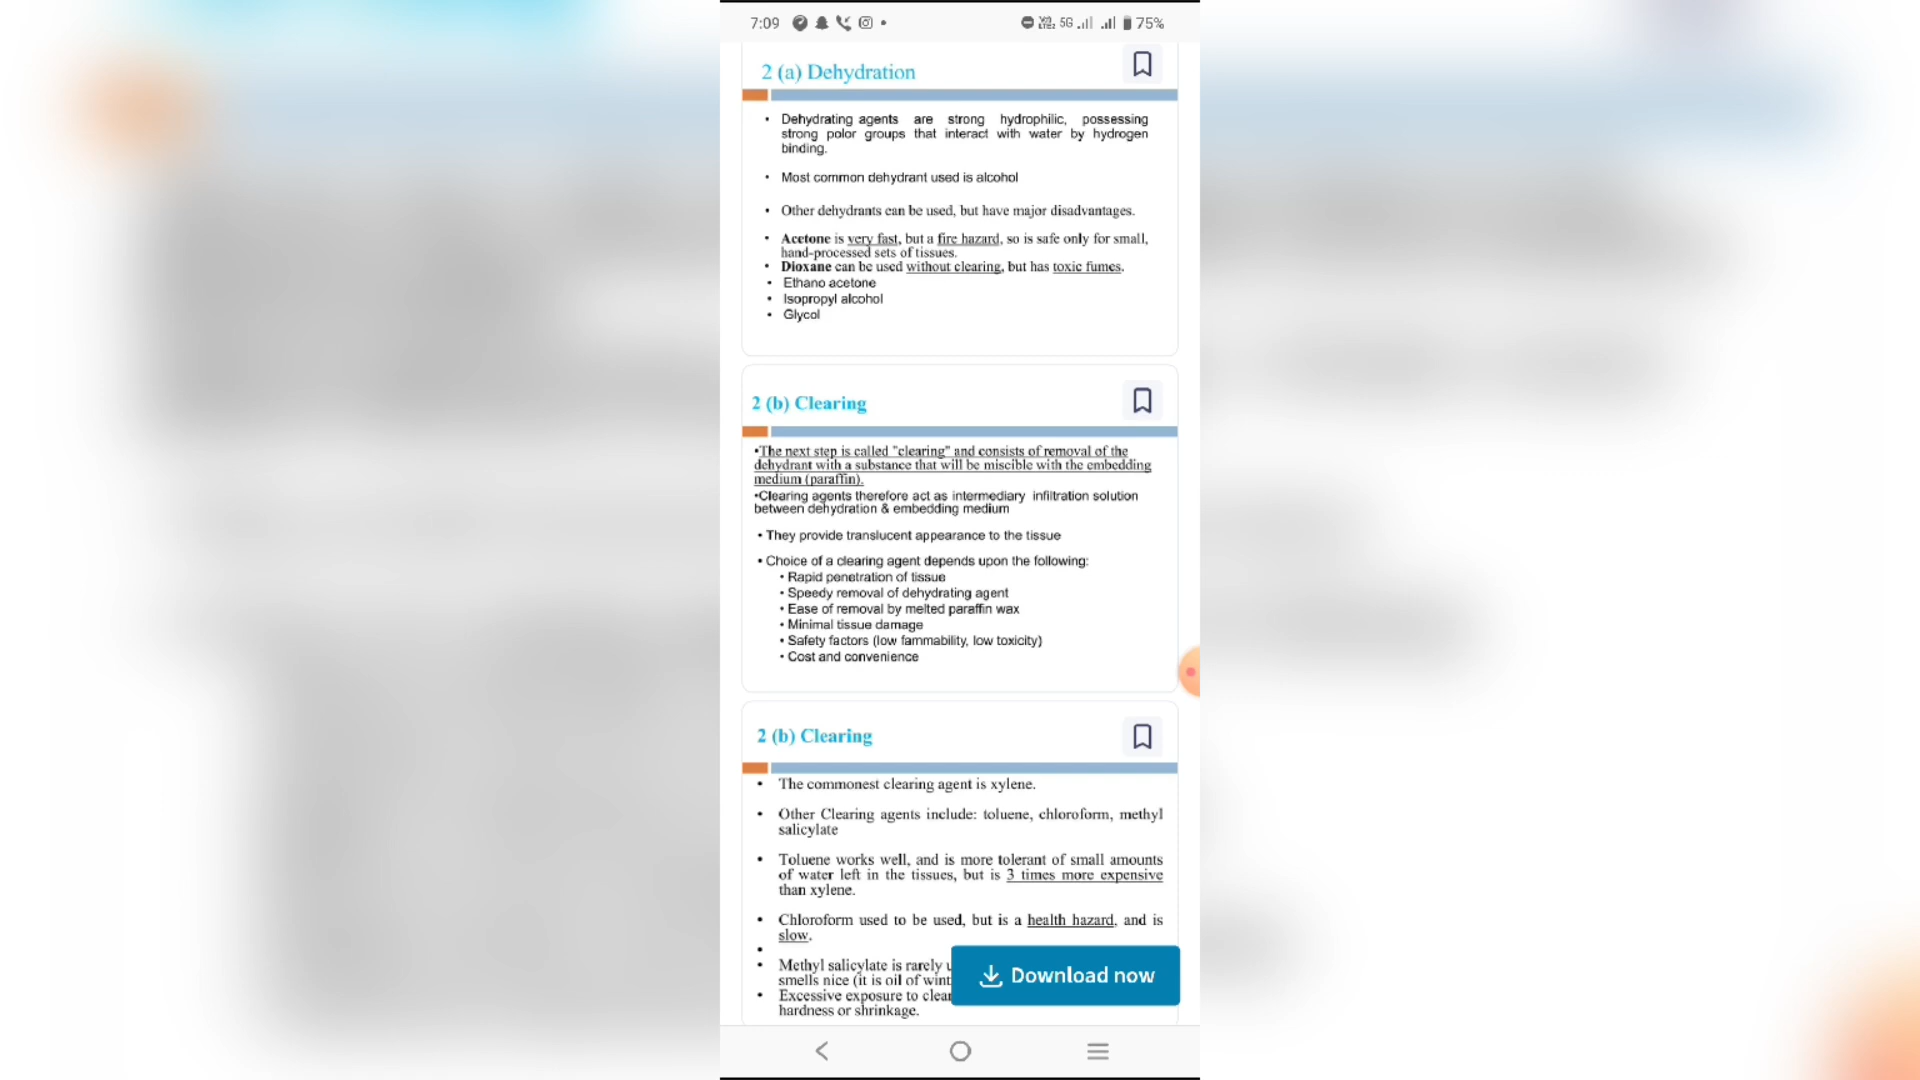 7:09
5G
75%
2 (a) Dehydration
• Dehydrating agents are strong hydrophilic, possessing
strong polor groups that interact with water by hydrogen
binding.
• Most common dehydrant used is alcohol
• Other dehydrants can be used, but have major disadvantages.
• Acetone is very fast, but a fire hazard, so is safe only for small,
hand-processed sets of tissues.
• Dioxane can be used without clearing, but has toxic fumes.
• Ethano acetone
• Isopropyl alcohol
• Glycol
2 (b) Clearing
•The next step is called "clearing" and consists of removal of the
dehydrant with a substance that will be miscible with the embedding
medium (paraffin).
•Clearing agents therefore act as intermediary infiltration solution
between dehydration & embedding medium
• They provide translucent appearance to the tissue
• Choice of a clearing agent depends upon the following:
• Rapid penetration of tissue
• Speedy removal of dehydrating agent
• Ease of removal by melted paraffin wax
• Minimal tissue damage
• Safety factors (low fammability, low toxicity)
• Cost and convenience
2 (b) Clearing
• The commonest clearing agent is xylene.
• Other Clearing agents include: toluene, chloroform, methyl
salicylate
• Toluene works well, and is more tolerant of small amounts
of water left in the tissues, but is 3 times more expensive
than xylene.
• Chloroform used to be used, but is a health hazard, and is
slow.
•
• Methyl salicylate is rarely
smells nice (it is oil of
• Excessive exposure to
hardness or shrinkage.
Download now